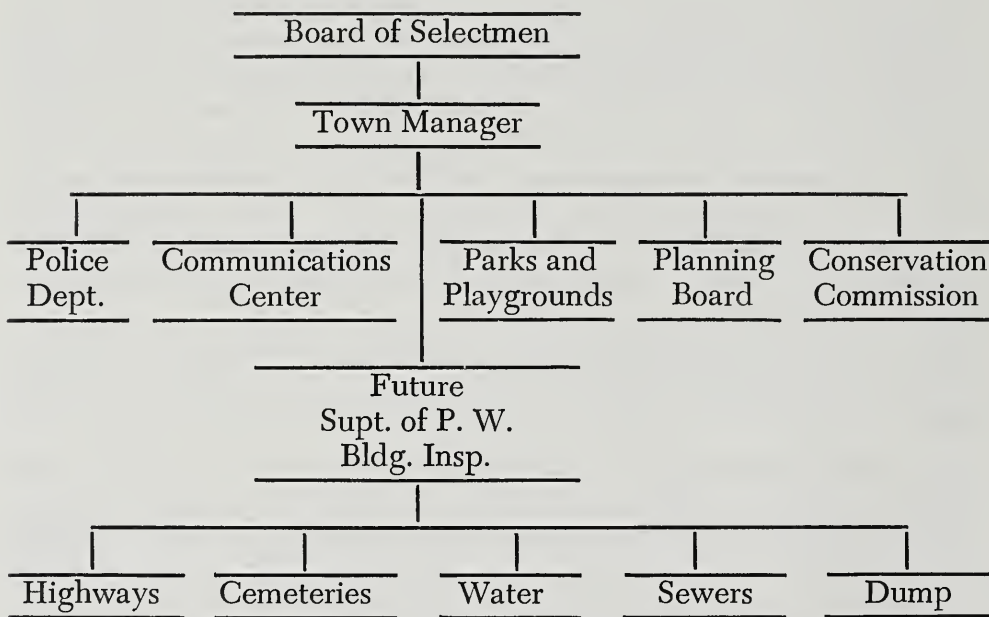 Board of Selectmen
Town Manager
Police
Dept.
Communications
Center
Parks and
Playgrounds
Planning
Board
Conservation
Commission
Future
Supt. of P. W.
Bldg. Insp.
Highways
Cemeteries
Water
Sewers
Dump